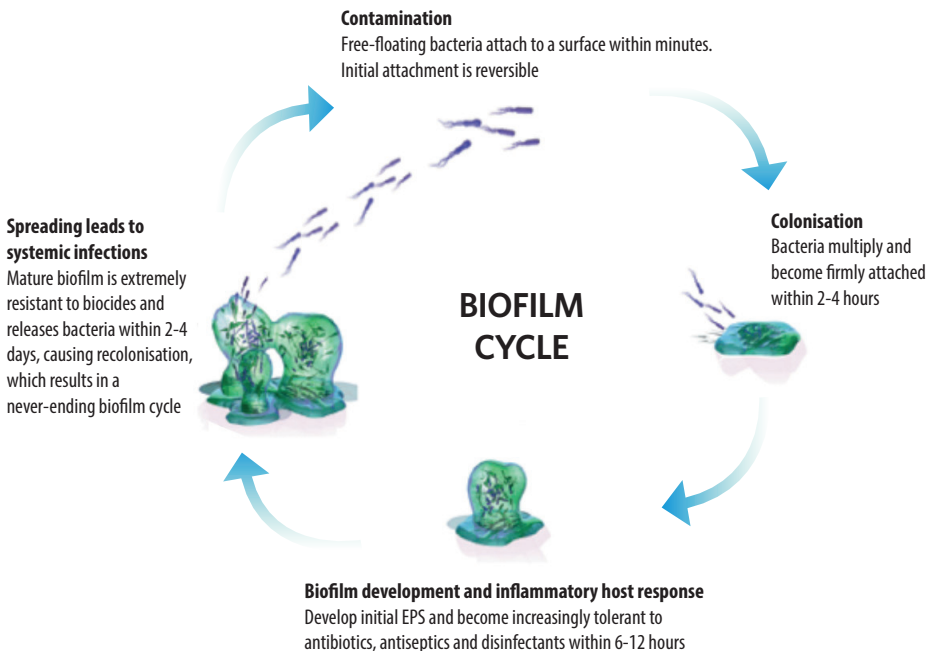 Contamination
Free-floating bacteria attach to a surface within minutes.
Initial attachment is reversible
Colonisation
Bacteria multiply and
become firmly attached
within 2-4 hours
Spreading leads to
systemic infections
Mature biofilm is extremely
resistant to biocides and
releases bacteria within 2-4
days, causing recolonisation,
which results in a
never-ending biofilm cycle
BIOFILM
CYCLE
Biofilm development and inflammatory host response
Develop initial EPS and become increasingly tolerant to
antibiotics, antiseptics and disinfectants within 6-12 hours